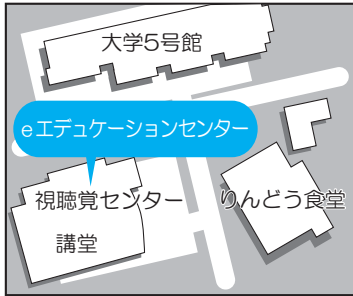 大学5号館
eエデュケーションセンター
視聴覚センター
りんどう食堂
講堂